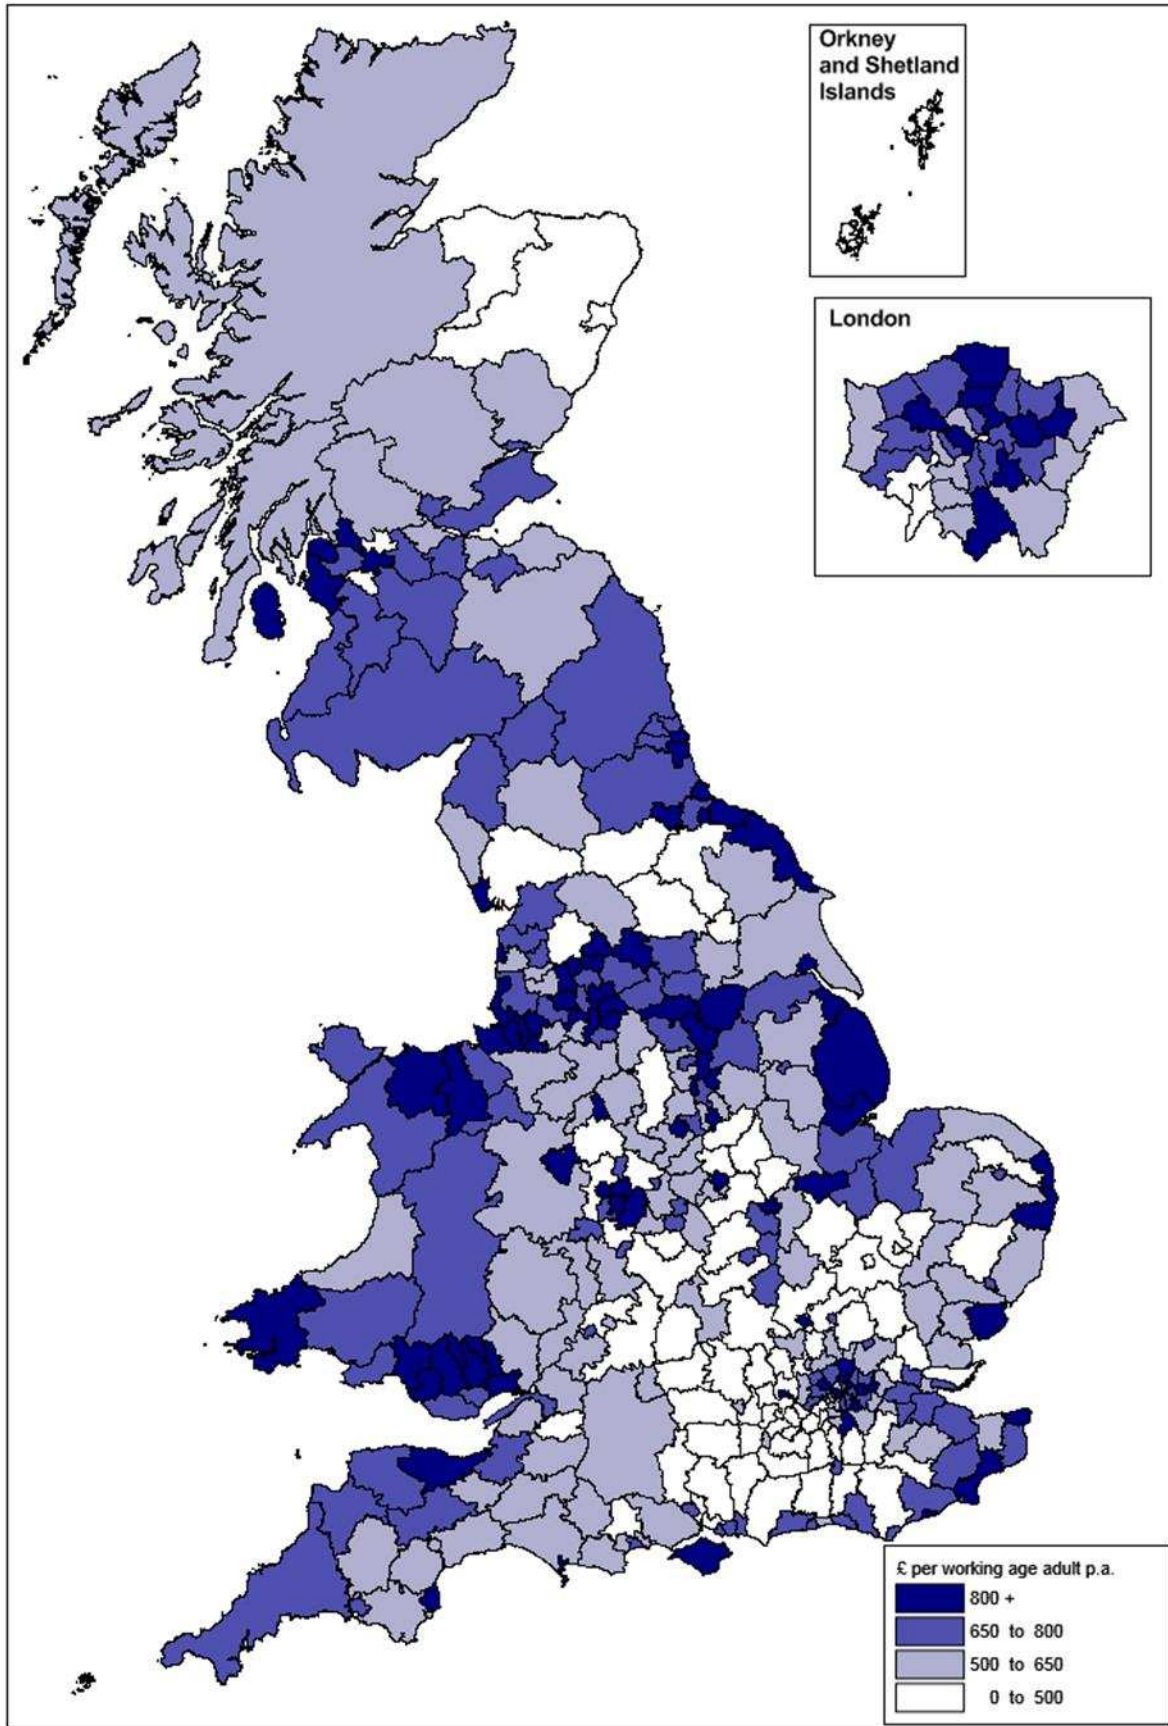 Orkney
and Shetland
Islands
London
£ per working age adult p.a.
800 +
650 to 800
500 to 650
0 to 500